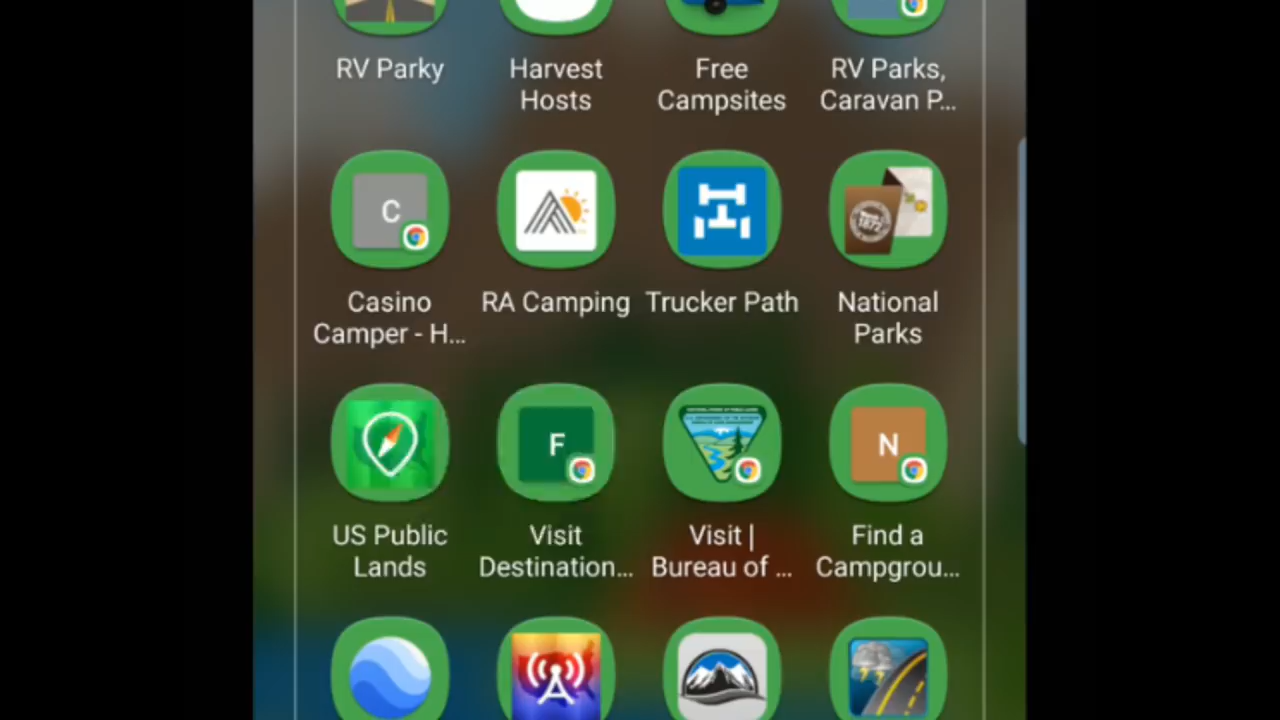 RV Parky
Harvest
Hosts
Free
Campsites
RV Parks,
Caravan P...
C
Casino
Camper - H...
RA Camping
Trucker Path
1872
National
Parks
US Public
Lands
F
Visit
Destination...
Visit |
Bureau of ...
N
Find a
Campgrou...